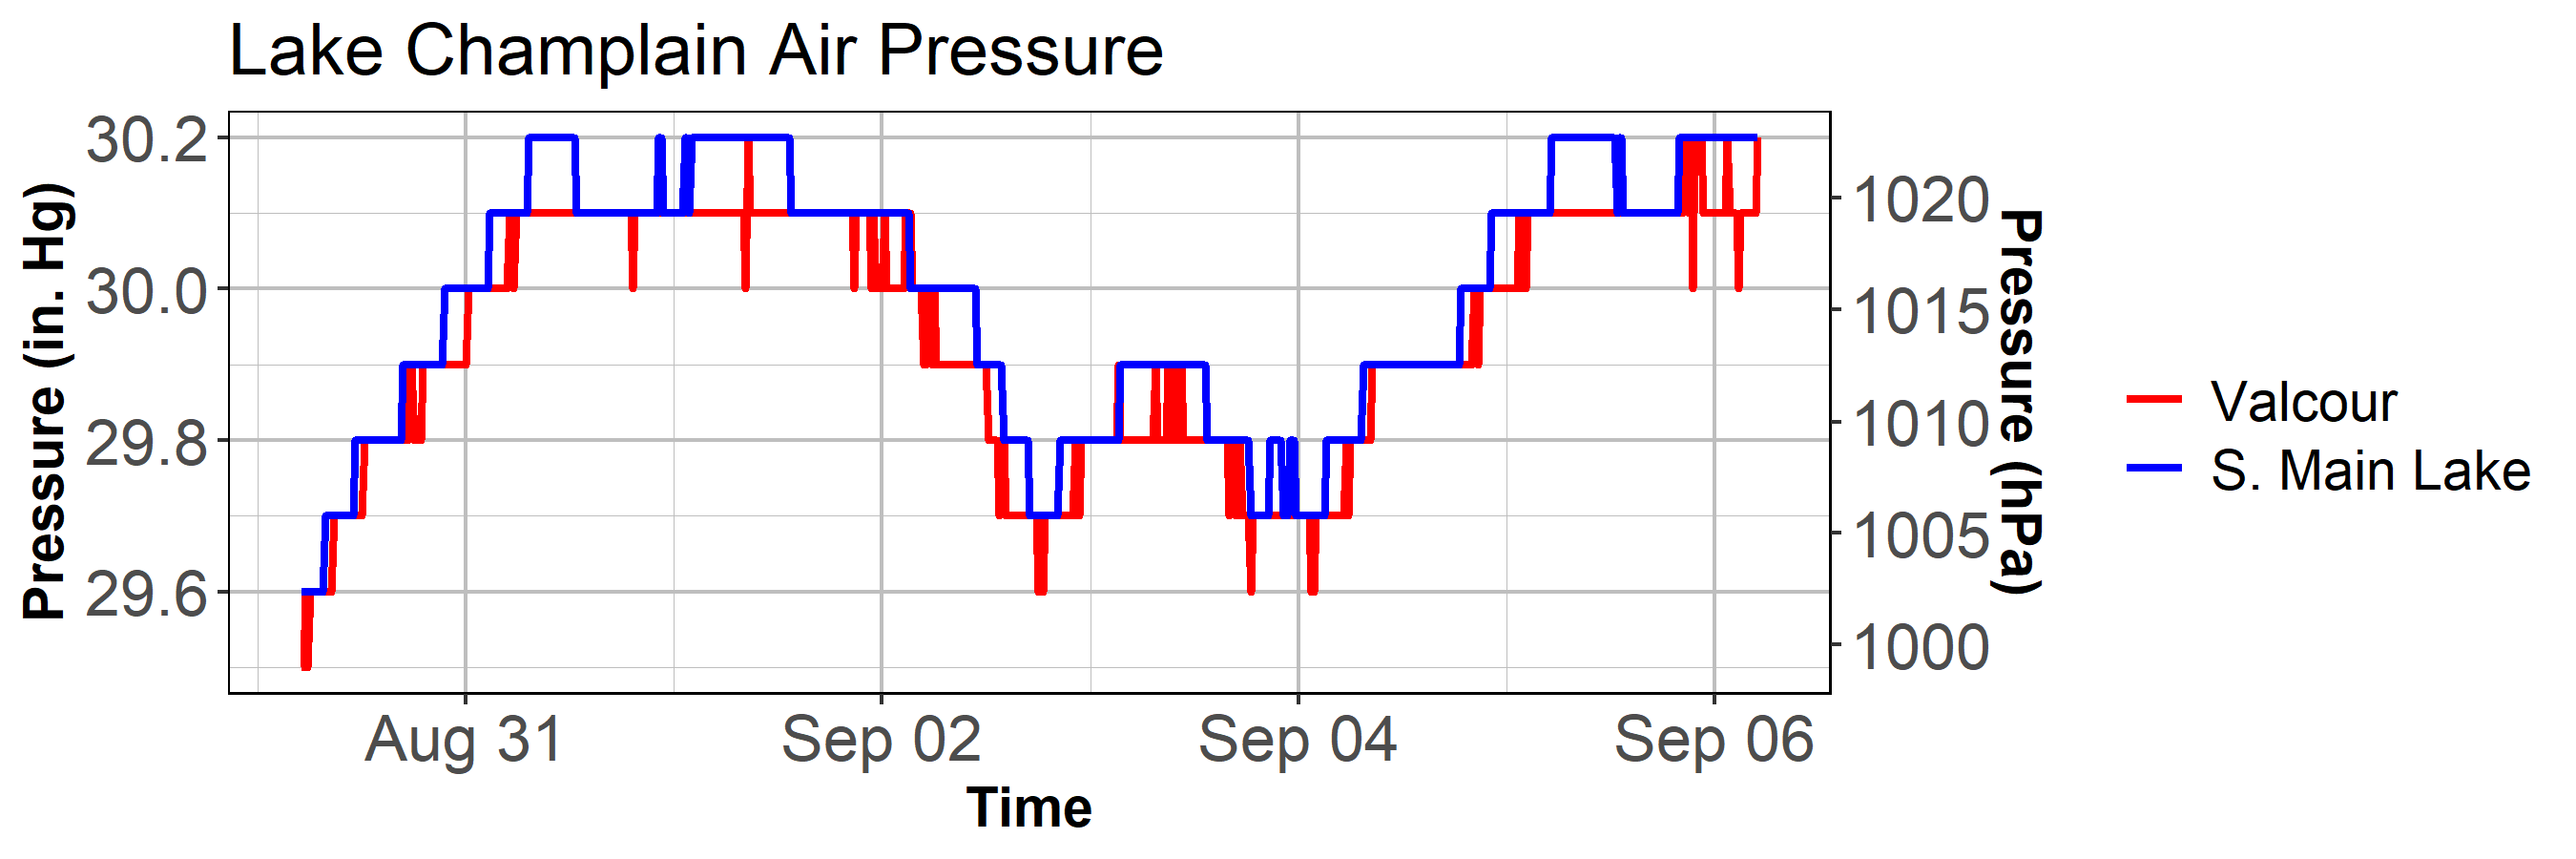 Lake Champlain Air Pressure
30.2
30.0
29.8
29.6
Pressure (in. Hg)
1020
1015
1010
1005
1000
Pressure (hPa)
Valcour
S. Main Lake
Aug 31
Sep 02
Sep 04
Sep 06
Time